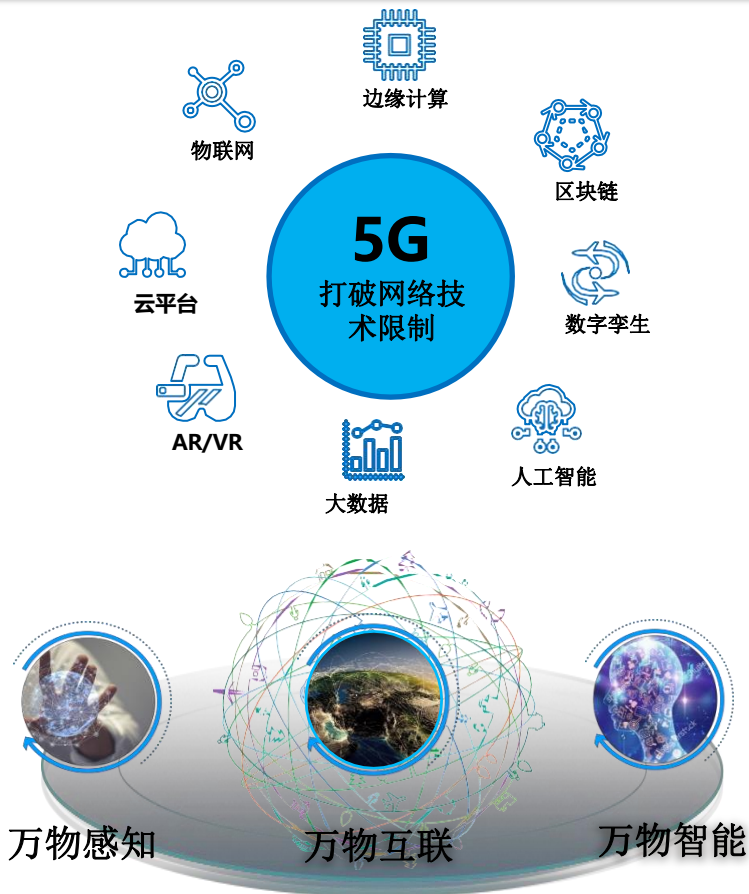 边缘计算
物联网
区块链
5G
打破网络技
术限制
云平台
数字孪生
AR/VR
人工智能
大数据
万物感知
万物互联
万物智能